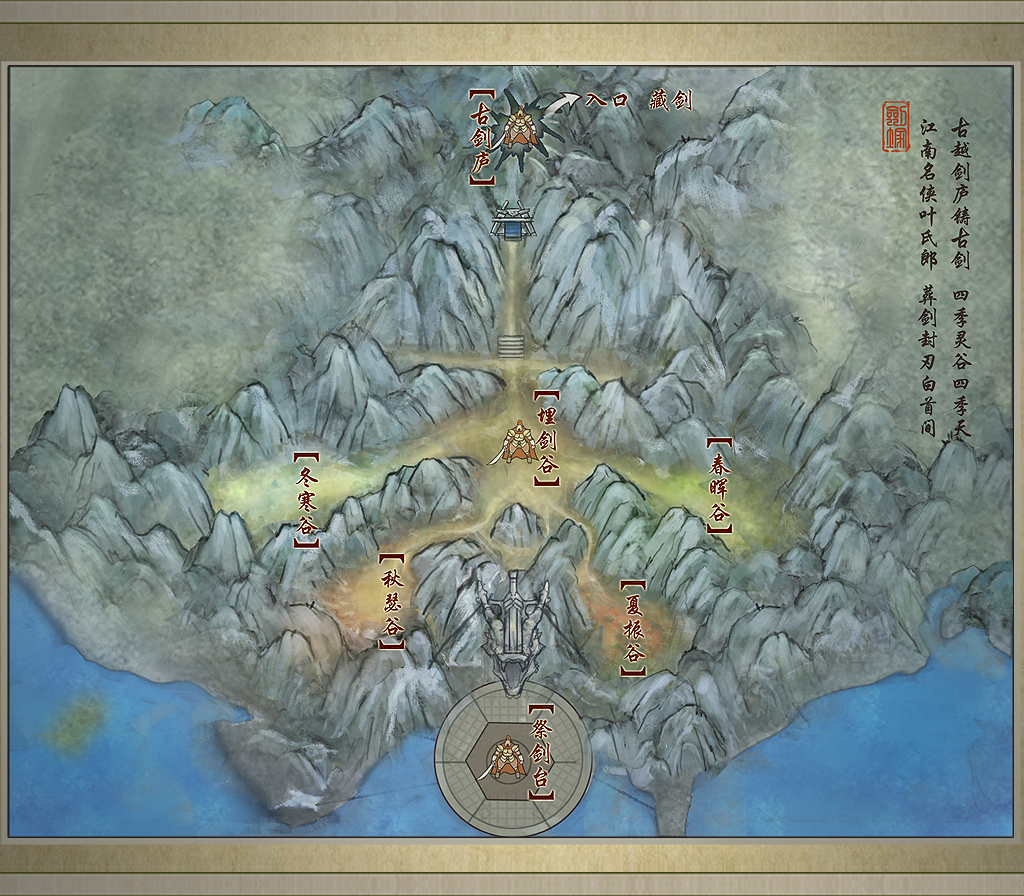 【古剑庐】
入口 藏剑
古越剑庐铸古剑 四季灵谷四季天
江南名侠叶氏郎 葬剑封刃白首间
【埋剑谷】
【春晖谷】
【冬寒谷】
【秋瑟谷】
【夏振谷】
【祭剑台】